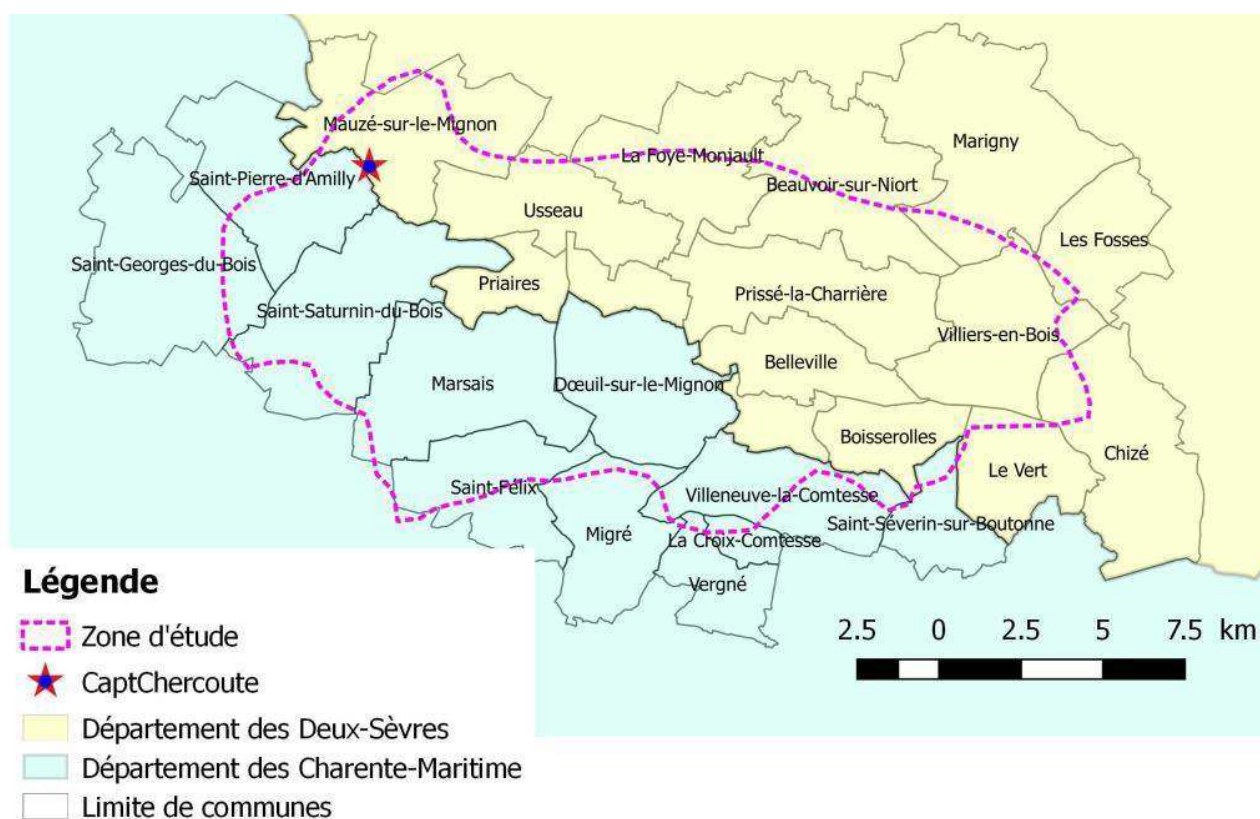 Mauzé-sur-le-Mignon
Marigny
La Foye-Monjault
Saint-Pierre-d'Amilly
Beauvoir-sur-Niort
Usseau
Les Fosses
Saint-Georges-du-Bois
Priaires
Prissé-la-Charrière
Saint-Saturnin-du-Bois
Villiers-en-Bois
Belleville
Marsais
Dœuil-sur-le-Mignon
Boisserolles
Chizé
Le Vert
Saint-Félix
Villeneuve-la-Comtesse
Saint-Séverin-sur-Boutonne
Migré
La Croix-Comtesse
Vergné
Légende
Zone d'étude
CaptChercoute
Département des Deux-Sèvres
Département des Charente-Maritime
Limite de communes
2.5 0 2.5 5 7.5 km